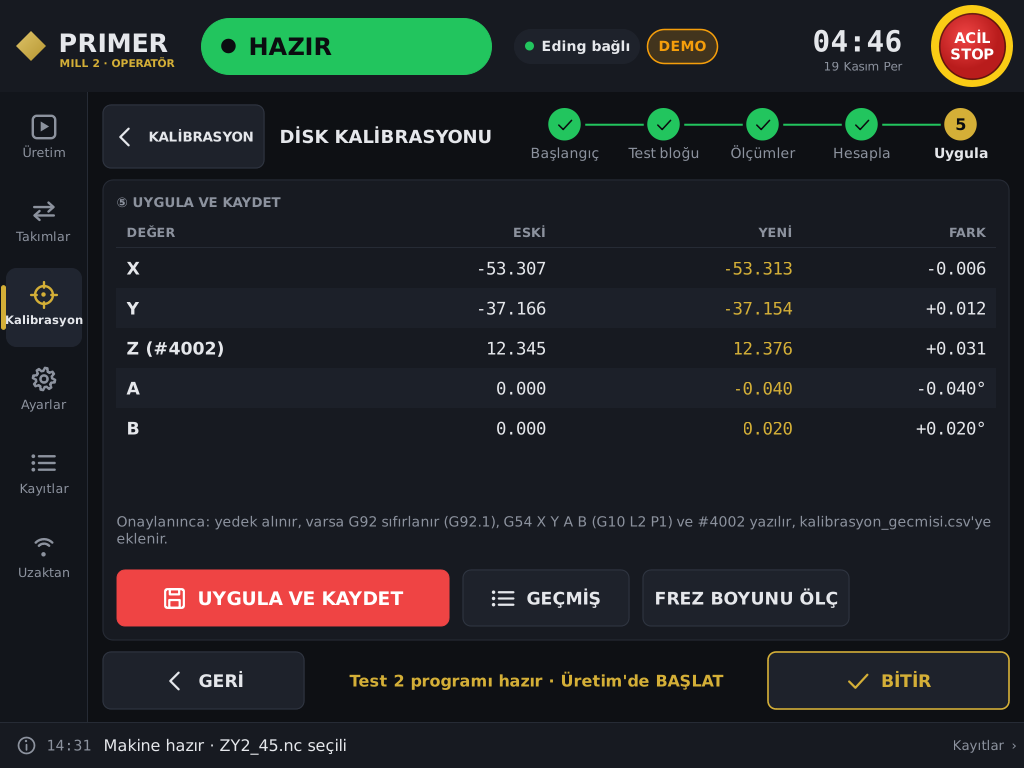 PRIMER
MILL 2 · OPERATÖR
HAZIR
Eding bağlı
DEMO
04:46
19 Kasım Per
ACİL
STOP
Üretim
Takımlar
Kalibrasyon
Ayarlar
Kayıtlar
Uzaktan
KALİBRASYON
DİSK KALİBRASYONU
Başlangıç
Test bloğu
Ölçümler
Hesapla
5
Uygula
⑤ UYGULA VE KAYDET
DEĞER ESKİ YENİ FARK
X -53.307 -53.313 -0.006
Y -37.166 -37.154 +0.012
Z (#4002) 12.345 12.376 +0.031
A 0.000 -0.040 -0.040°
B 0.000 0.020 +0.020°
Onaylanınca: yedek alınır, varsa G92 sıfırlanır (G92.1), G54 X Y A B (G10 L2 P1) ve #4002 yazılır, kalibrasyon_gecmisi.csv'ye
eklenir.
UYGULA VE KAYDET
GEÇMİŞ
FREZ BOYUNU ÖLÇ
GERİ
Test 2 programı hazır · Üretim'de BAŞLAT
BİTİR
14:31 Makine hazır · ZY2_45.nc seçili
Kayıtlar ›